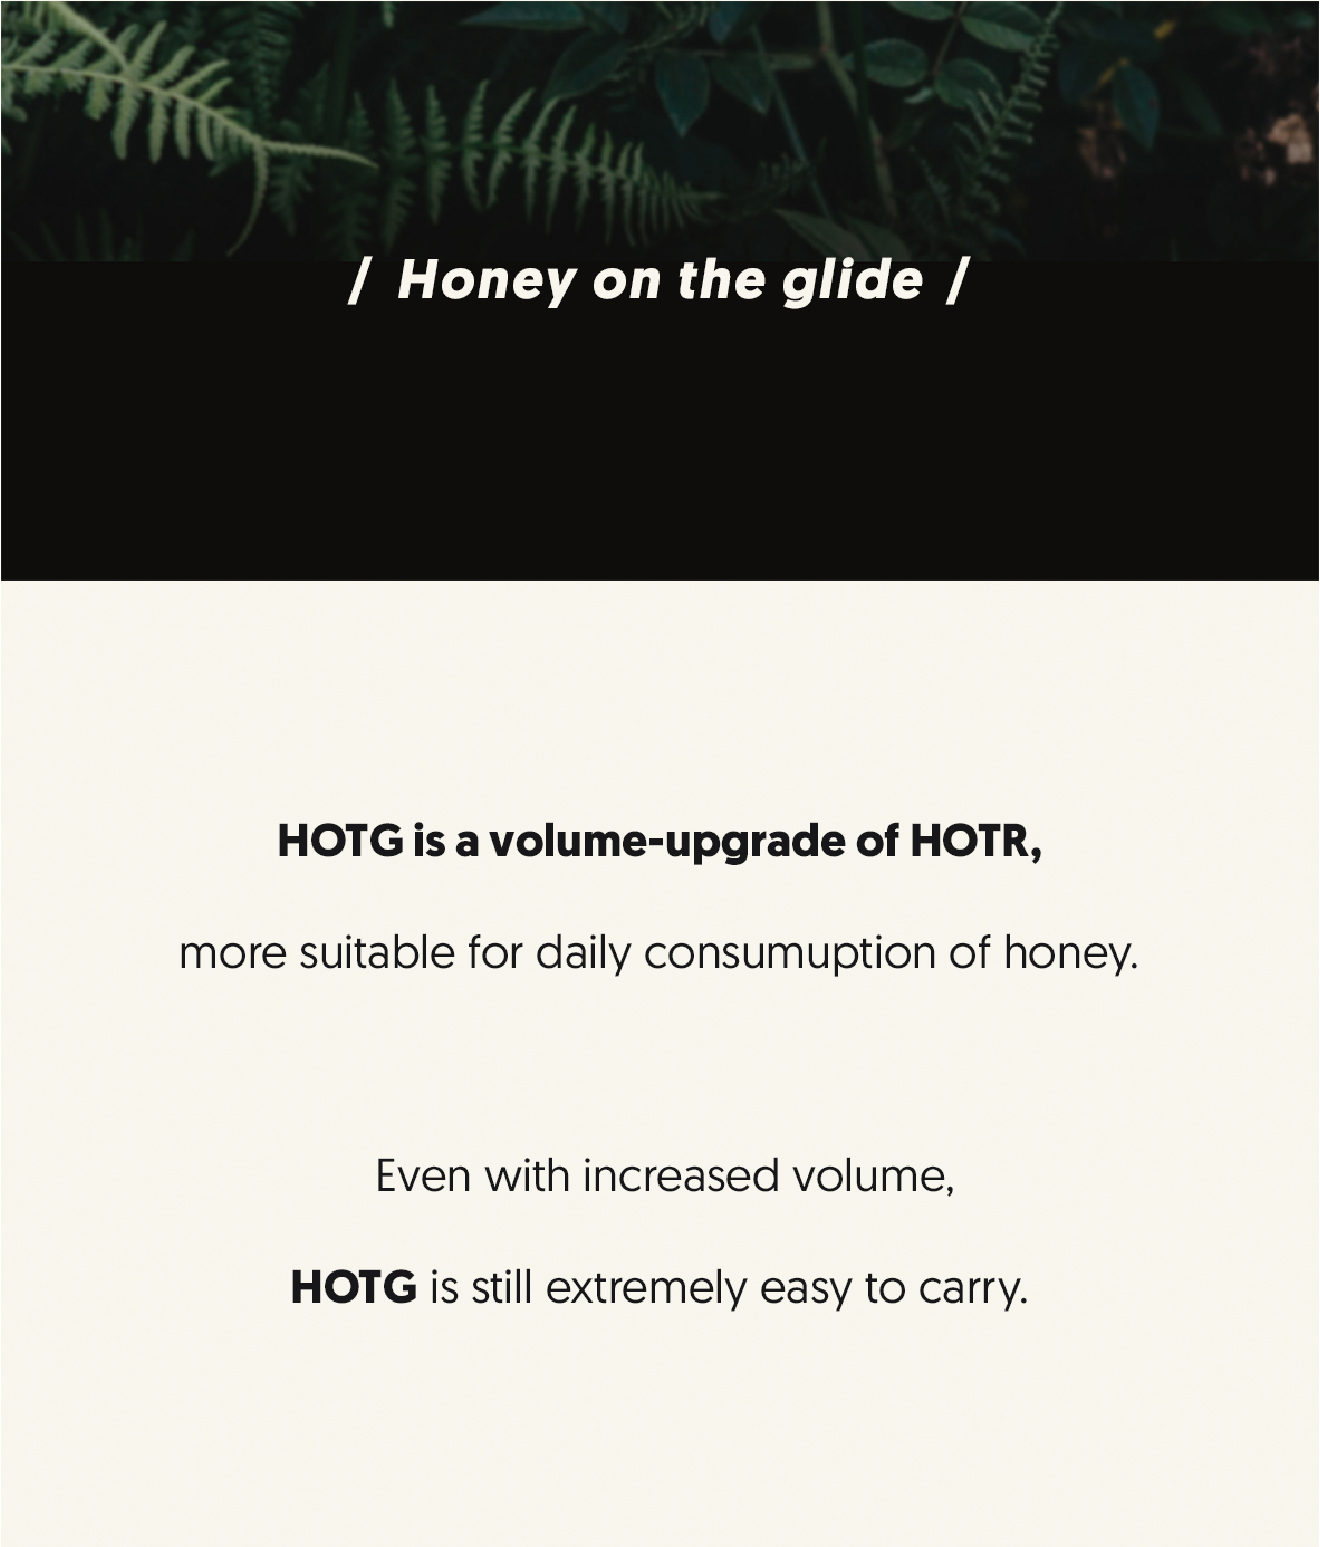 / Honey on the glide /
HOTG is a volume-upgrade of HOTR,
more suitable for daily consumuption of honey.
Even with increased volume,
HOTG is still extremely easy to carry.